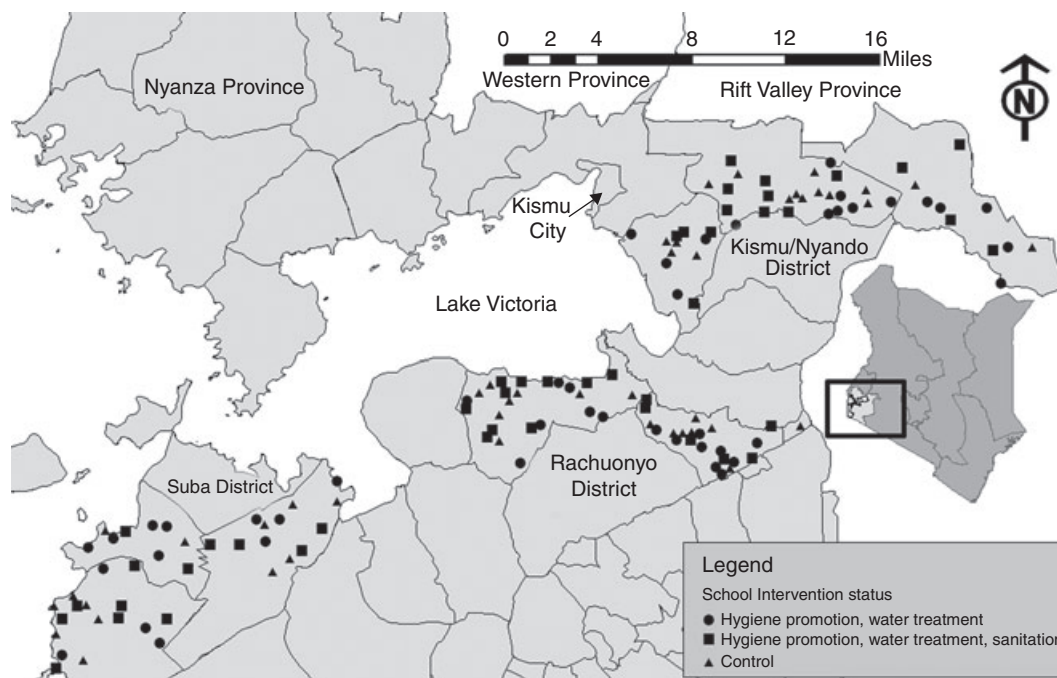 0 2 4 8 12 16
Miles
Western Province
Nyanza Province
Rift Valley Province
N
Kismu
City
Kismu/Nyando
District
Lake Victoria
Rachuonyo
District
Suba District
Legend
School Intervention status
Hygiene promotion, water treatment
Hygiene promotion, water treatment, sanitation
Control